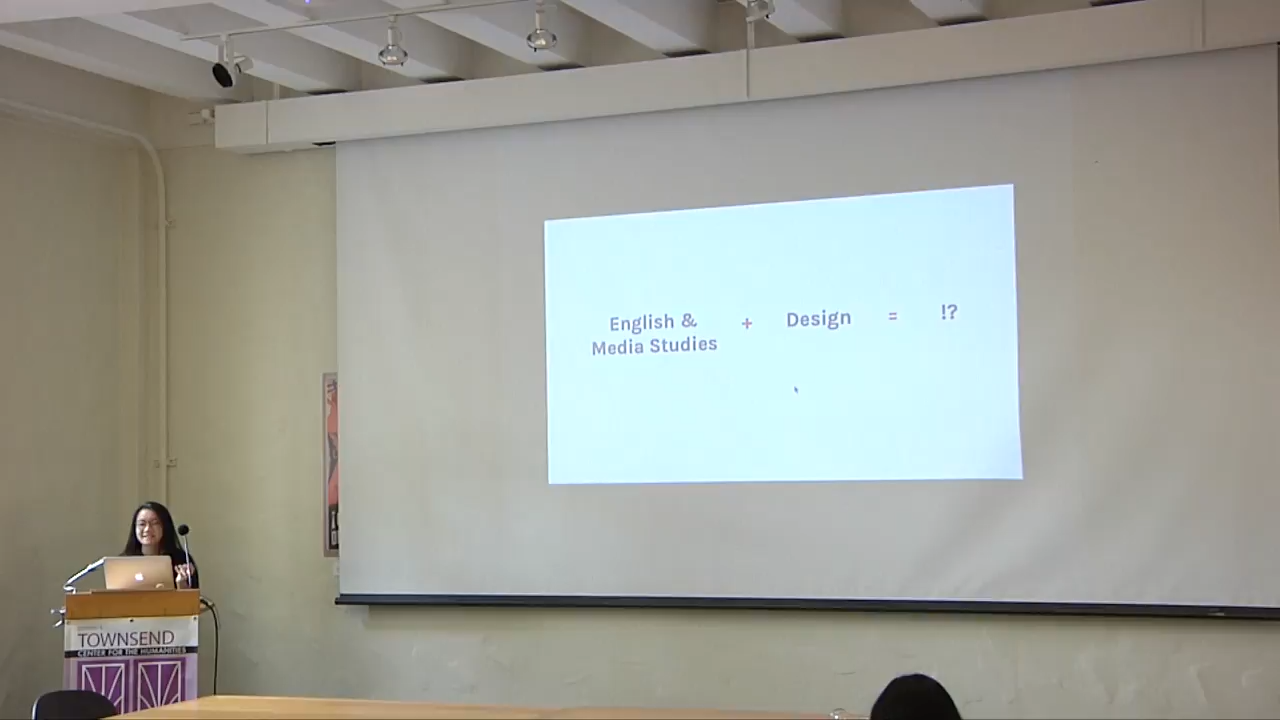 English &
Media Studies
+
Design
=
!?
TOWNSEND
CENTER FOR THE HUMANITIES